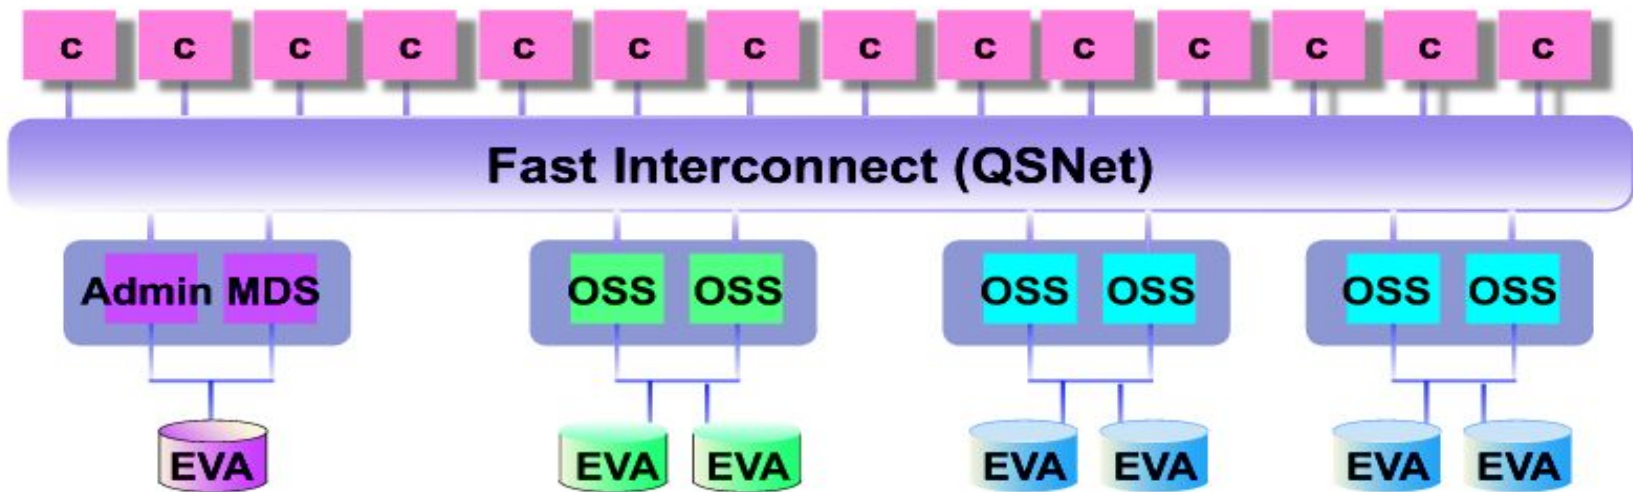 c c c c c c c c c c c c c c
Fast Interconnect (QSNet)
Admin MDS OSS OSS OSS OSS OSS OSS
EVA EVA EVA EVA EVA EVA EVA